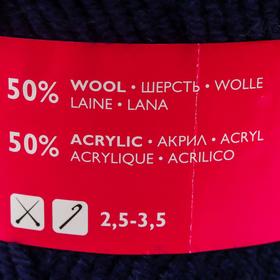 50% WOOL • ШЕРСТЬ • WOLLE
LAINE • LANA
50% ACRYLIC • АКРИЛ • ACRYL
ACRYLIQUE • ACRILICO
2,5-3,5